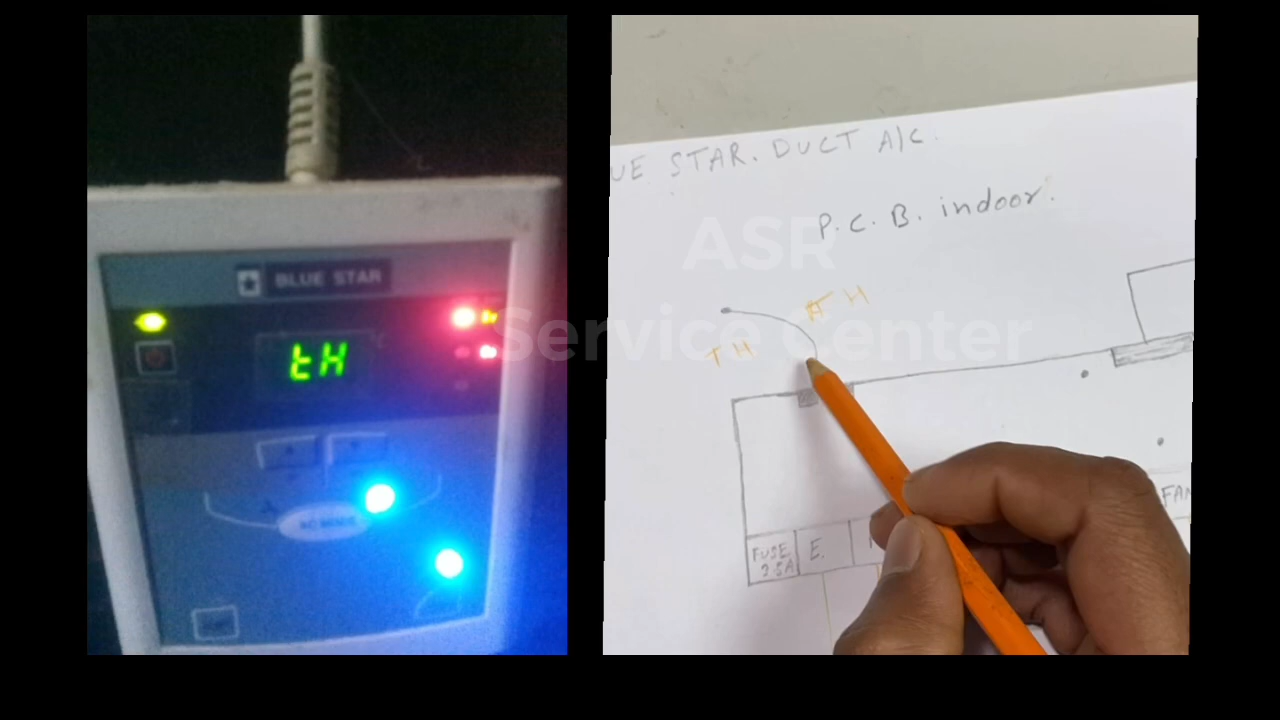 BLUE STAR
tH
UE STAR. DUCT A/C.
P.C.B. indoor.
ASR
Service Center
TH
TH
FUSE
2.5A
E.
FAN